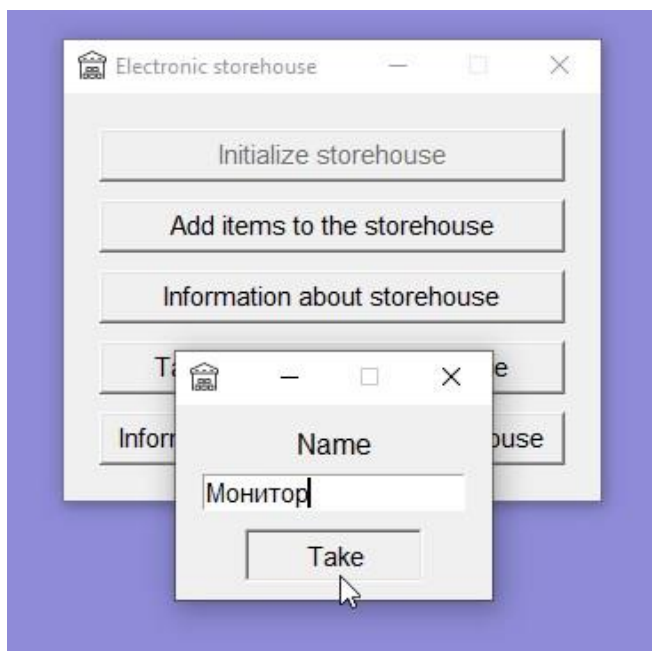 Electronic storehouse
Initialize storehouse
Add items to the storehouse
Information about storehouse
Name
Монитор
Take